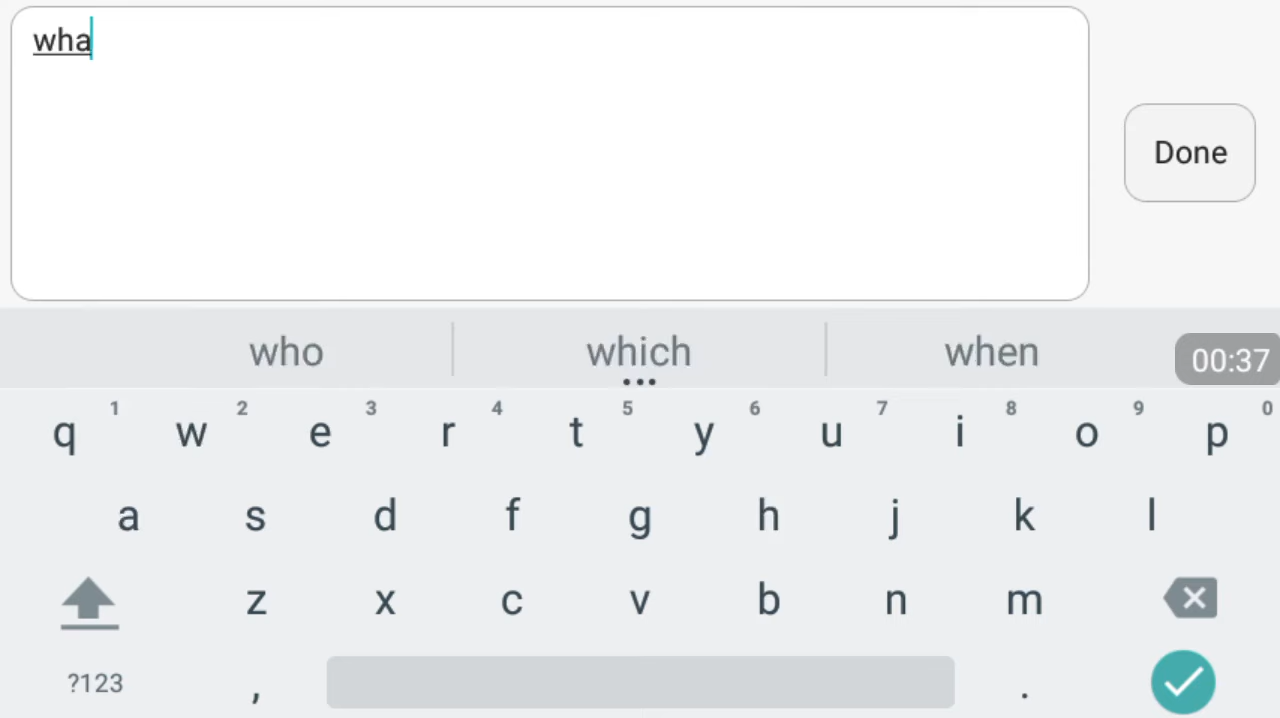 wha
Done
who which when
00:37
1 2 3 4 5 6 7 8 9 0
q w e r t y u i o p
a s d f g h j k l
z x c v b n m
?123 , .